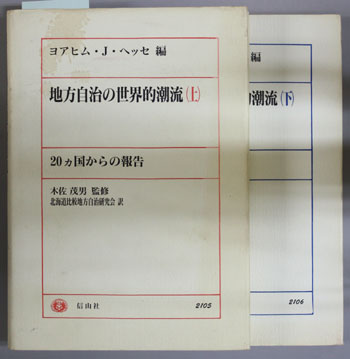 ヨアヒム・J・ヘッセ 編
地方自治の世界的潮流(上)
20ヵ国からの報告
木佐 茂男 監修
北海道比較地方自治研究会 訳
信山社
2105
編
潮流(下)
2106